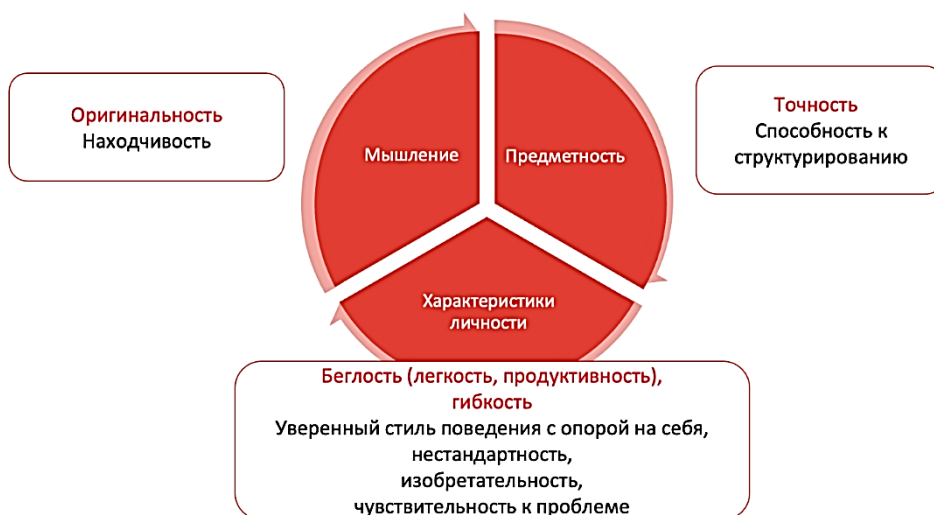 Оригинальность
Находчивость
Мышление
Предметность
Точность
Способность к
структурированию
Характеристики
личности
Беглость (легкость, продуктивность),
гибкость
Уверенный стиль поведения с опорой на себя,
нестандартность,
изобретательность,
чувствительность к проблеме